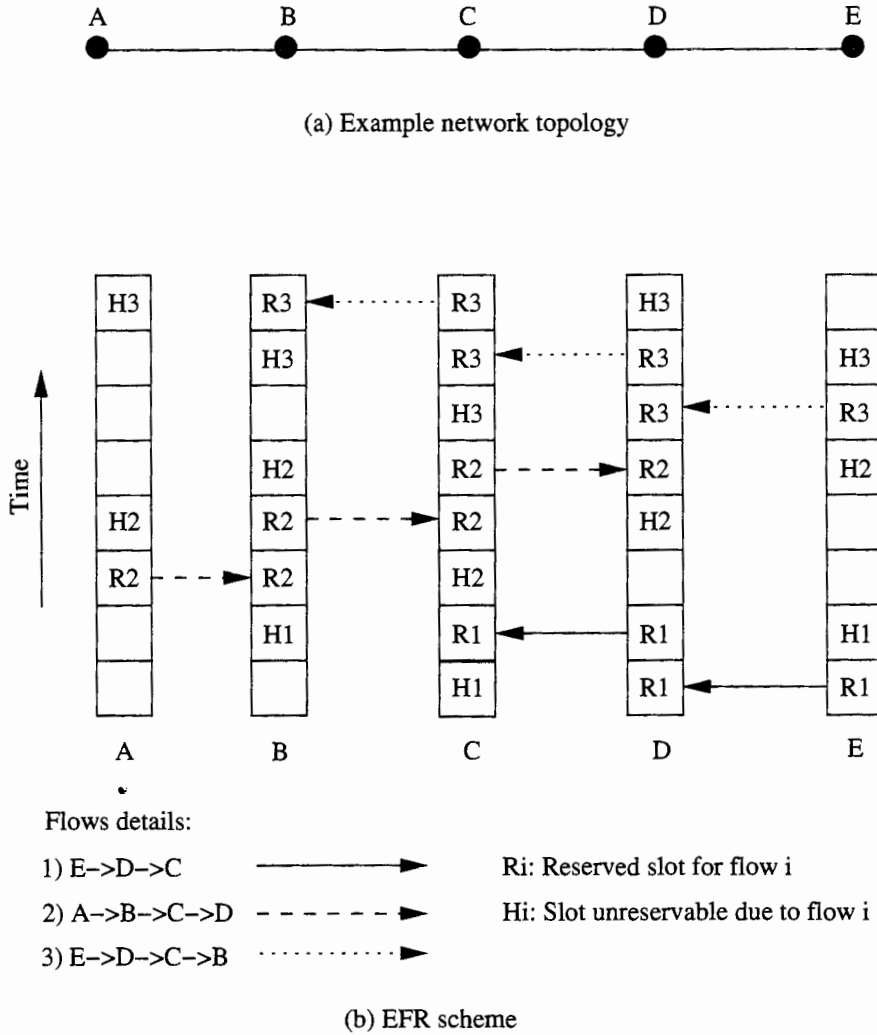 A B C D E
(a) Example network topology
H3 R3 R3 H3
H3 R3 R3 H3
H3 R3 R3
H2 R2 R2 H2
H2 R2 R2 H2
R2 R2 H2
H1 R1 R1 H1
H1 R1 R1
Time
A B C D E
Flows details:
1) E–>D–>C
Ri: Reserved slot for flow i
2) A–>B–>C–>D
Hi: Slot unreservable due to flow i
3) E–>D–>C–>B
(b) EFR scheme